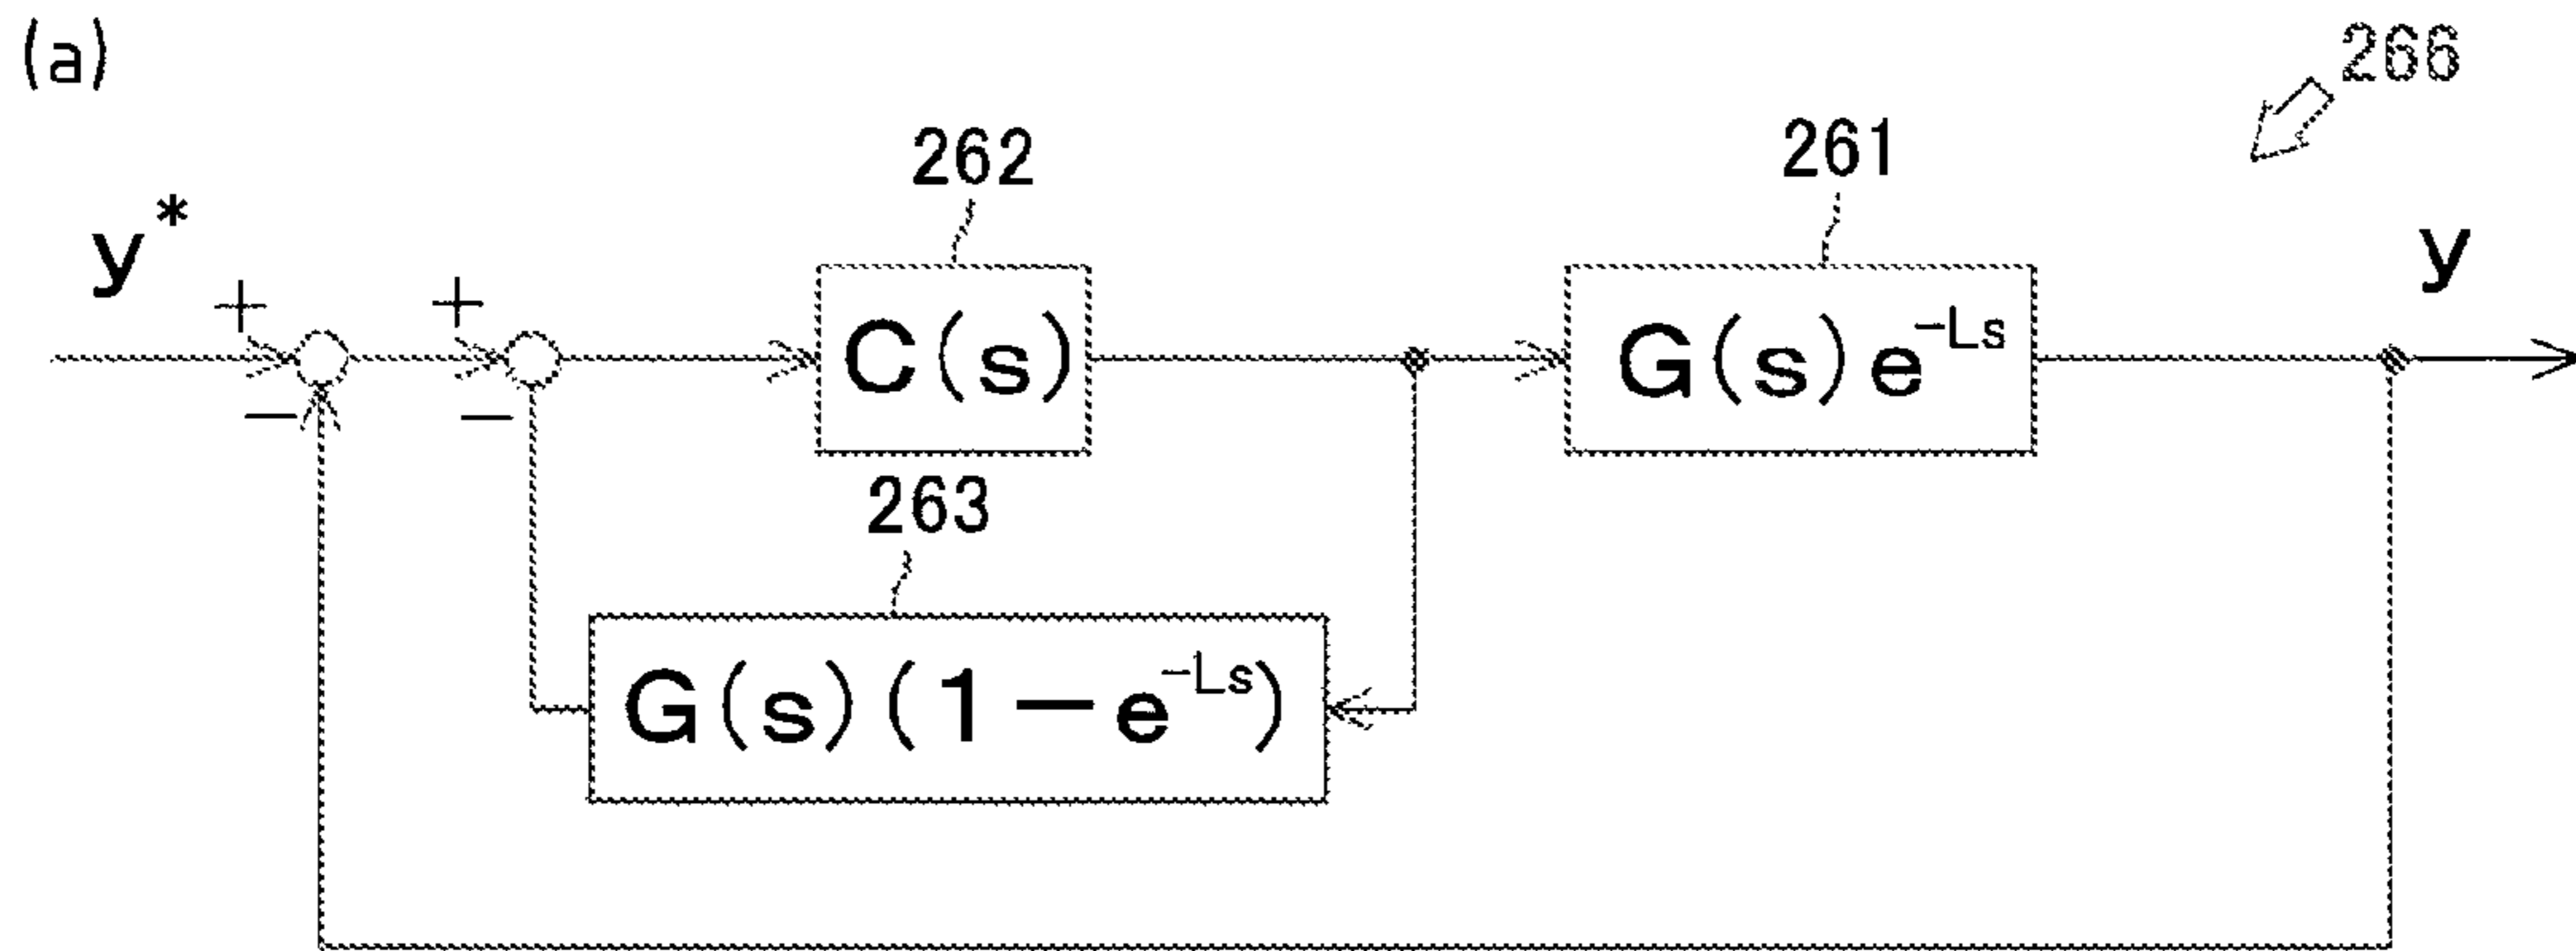 (a)
266
262
261
y*
y
+
+
−
−
C(s)
G(s)e^-Ls
263
G(s)(1−e^-Ls)